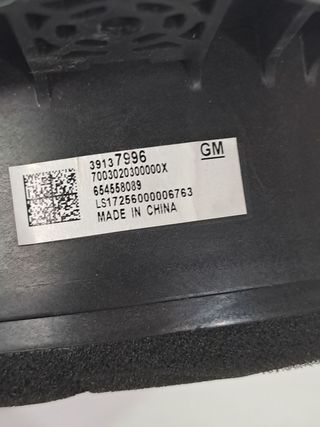 39137996 GM
7003020300000X
654558089
LS17256000006763
MADE IN CHINA